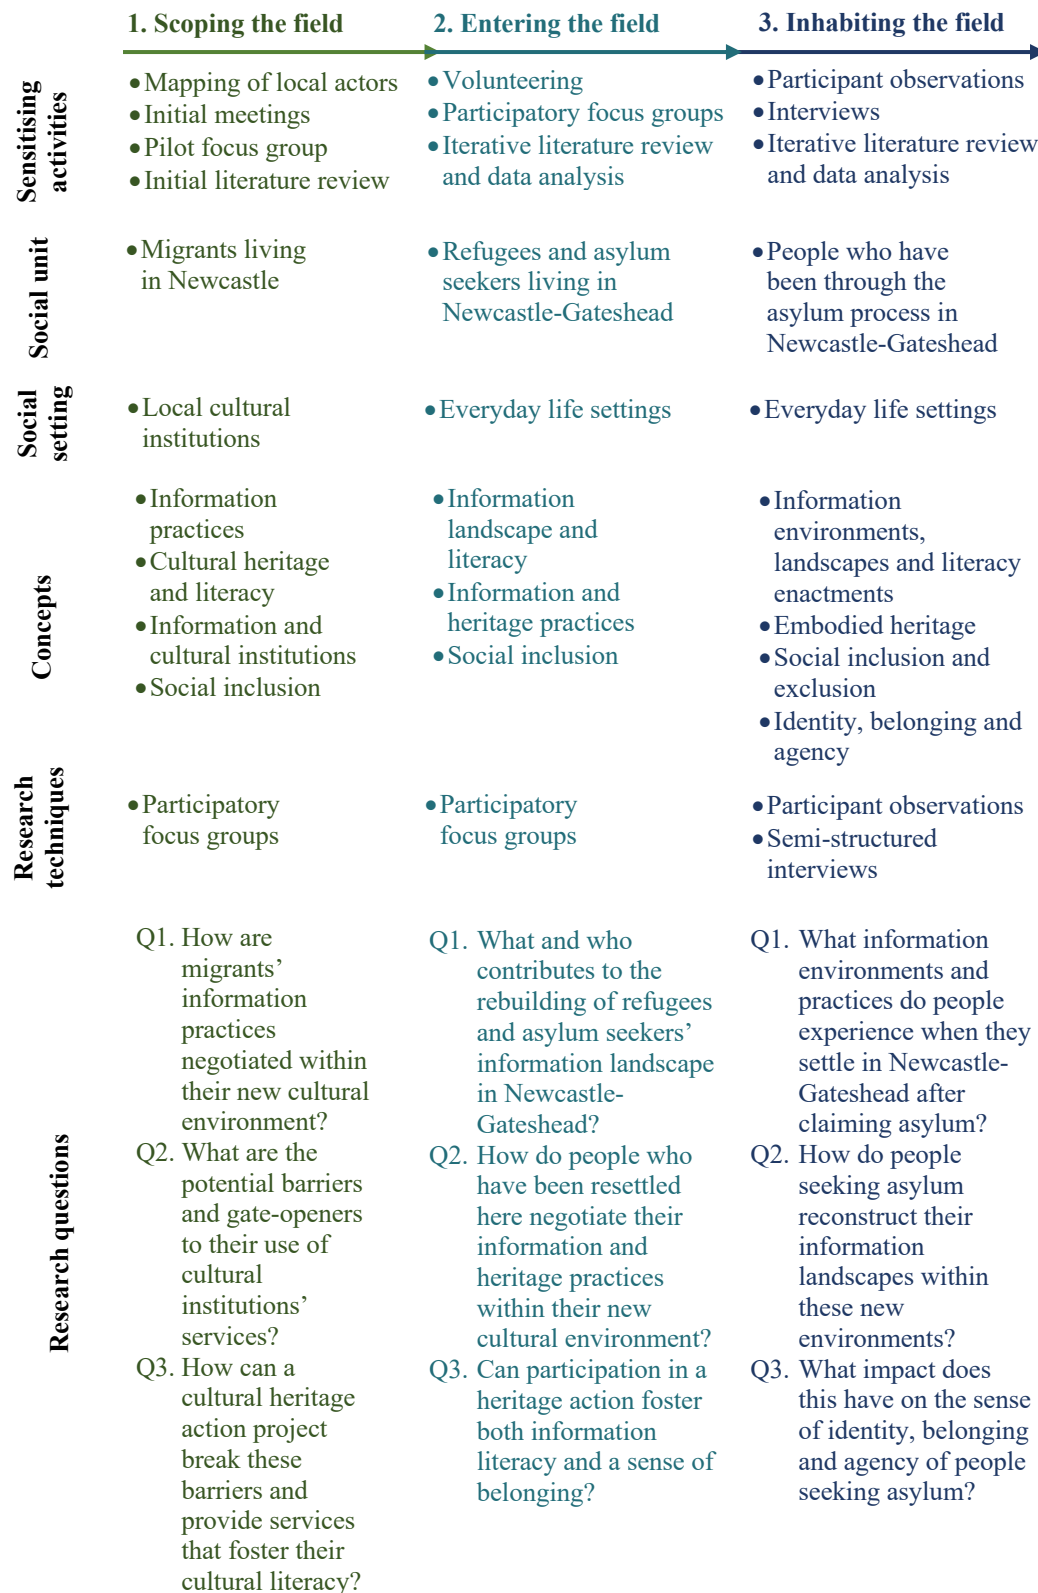 1. Scoping the field
2. Entering the field
3. Inhabiting the field
Sensitising
activities
•Mapping of local actors
•Initial meetings
•Pilot focus group
•Initial literature review
•Volunteering
•Participatory focus groups
•Iterative literature review
and data analysis
•Participant observations
•Interviews
•Iterative literature review
and data analysis
Social unit
•Migrants living
in Newcastle
•Refugees and asylum
seekers living in
Newcastle-Gateshead
•People who have
been through the
asylum process in
Newcastle-Gateshead
Social
setting
•Local cultural
institutions
•Everyday life settings
•Everyday life settings
Concepts
•Information
practices
•Cultural heritage
and literacy
•Information and
cultural institutions
•Social inclusion
•Information
landscape and
literacy
•Information and
heritage practices
•Social inclusion
•Information
environments,
landscapes and literacy
enactments
•Embodied heritage
•Social inclusion and
exclusion
•Identity, belonging and
agency
Research
techniques
•Participatory
focus groups
•Participatory
focus groups
•Participant observations
•Semi-structured
interviews
Research questions
Q1. How are
migrants’
information
practices
negotiated within
their new cultural
environment?
Q2. What are the
potential barriers
and gate-openers
to their use of
cultural
institutions’
services?
Q3. How can a
cultural heritage
action project
break these
barriers and
provide services
that foster their
cultural literacy?
Q1. What and who
contributes to the
rebuilding of refugees
and asylum seekers’
information landscape
in Newcastle-
Gateshead?
Q2. How do people who
have been resettled
here negotiate their
information and
heritage practices
within their new
cultural environment?
Q3. Can participation in a
heritage action foster
both information
literacy and a sense of
belonging?
Q1. What information
environments and
practices do people
experience when they
settle in Newcastle-
Gateshead after
claiming asylum?
Q2. How do people
seeking asylum
reconstruct their
information
landscapes within
these new
environments?
Q3. What impact does
this have on the sense
of identity, belonging
and agency of people
seeking asylum?